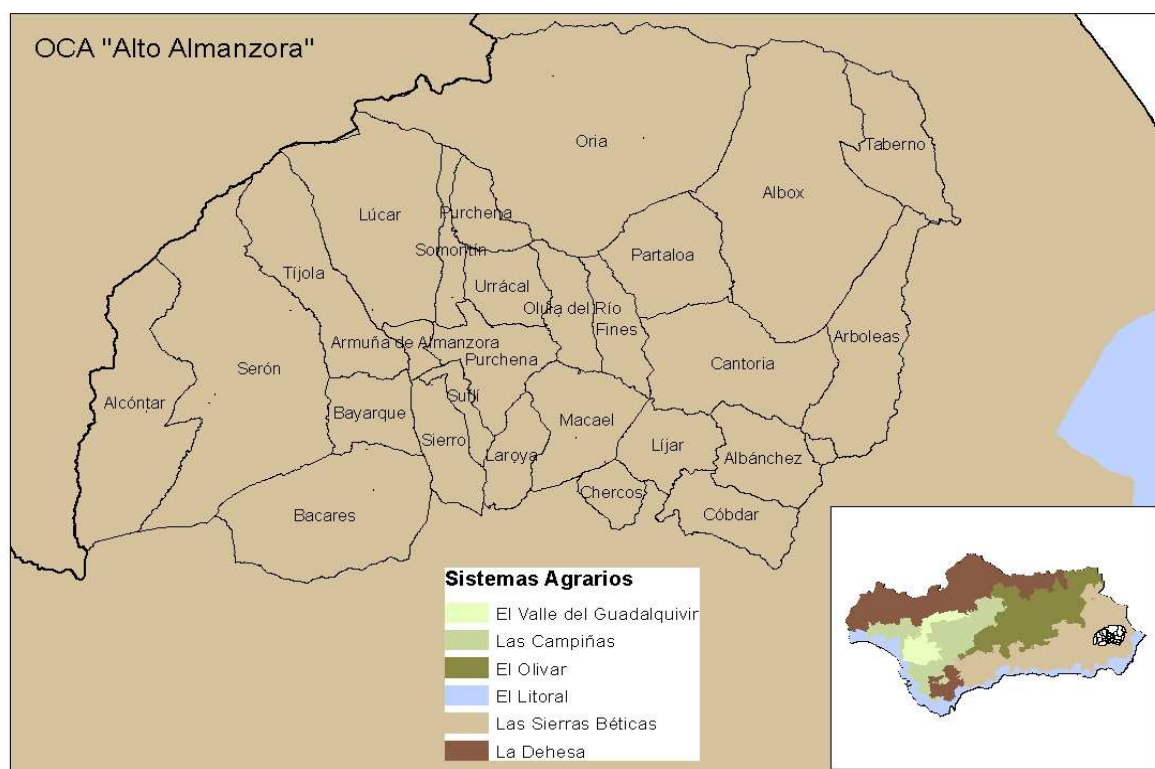 OCA "Alto Almanzora"
Oria
Taberno
Albox
Lúcar
Purchena
Somontín
Partaloa
Tíjola
Urrácal
Olula del Río
Fines
Armuña de Almanzora
Arboleas
Purchena
Cantoria
Serón
Alcóntar
Suflí
Bayarque
Macael
Sierro
Líjar
Laroya
Albánchez
Chercos
Bacares
Cóbdar
Sistemas Agrarios
El Valle del Guadalquivir
Las Campiñas
El Olivar
El Litoral
Las Sierras Béticas
La Dehesa